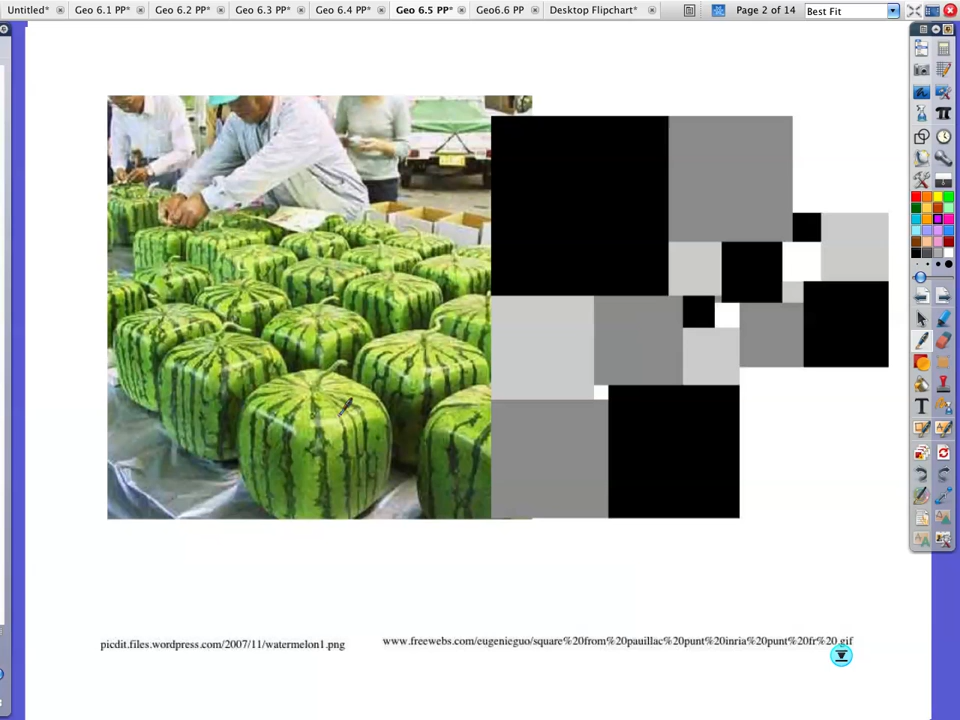 Untitled*
Geo 6.1 PP*
Geo 6.2 PP*
Geo 6.3 PP*
Geo 6.4 PP*
Geo 6.5 PP*
Geo6.6 PP
Desktop Flipchart*
Page 2 of 14
Best Fit
picdit.files.wordpress.com/2007/11/watermelon1.png
www.freewebs.com/eugenieguo/square%20from%20pauillac%20punt%20inria%20punt%20fr%20.gif